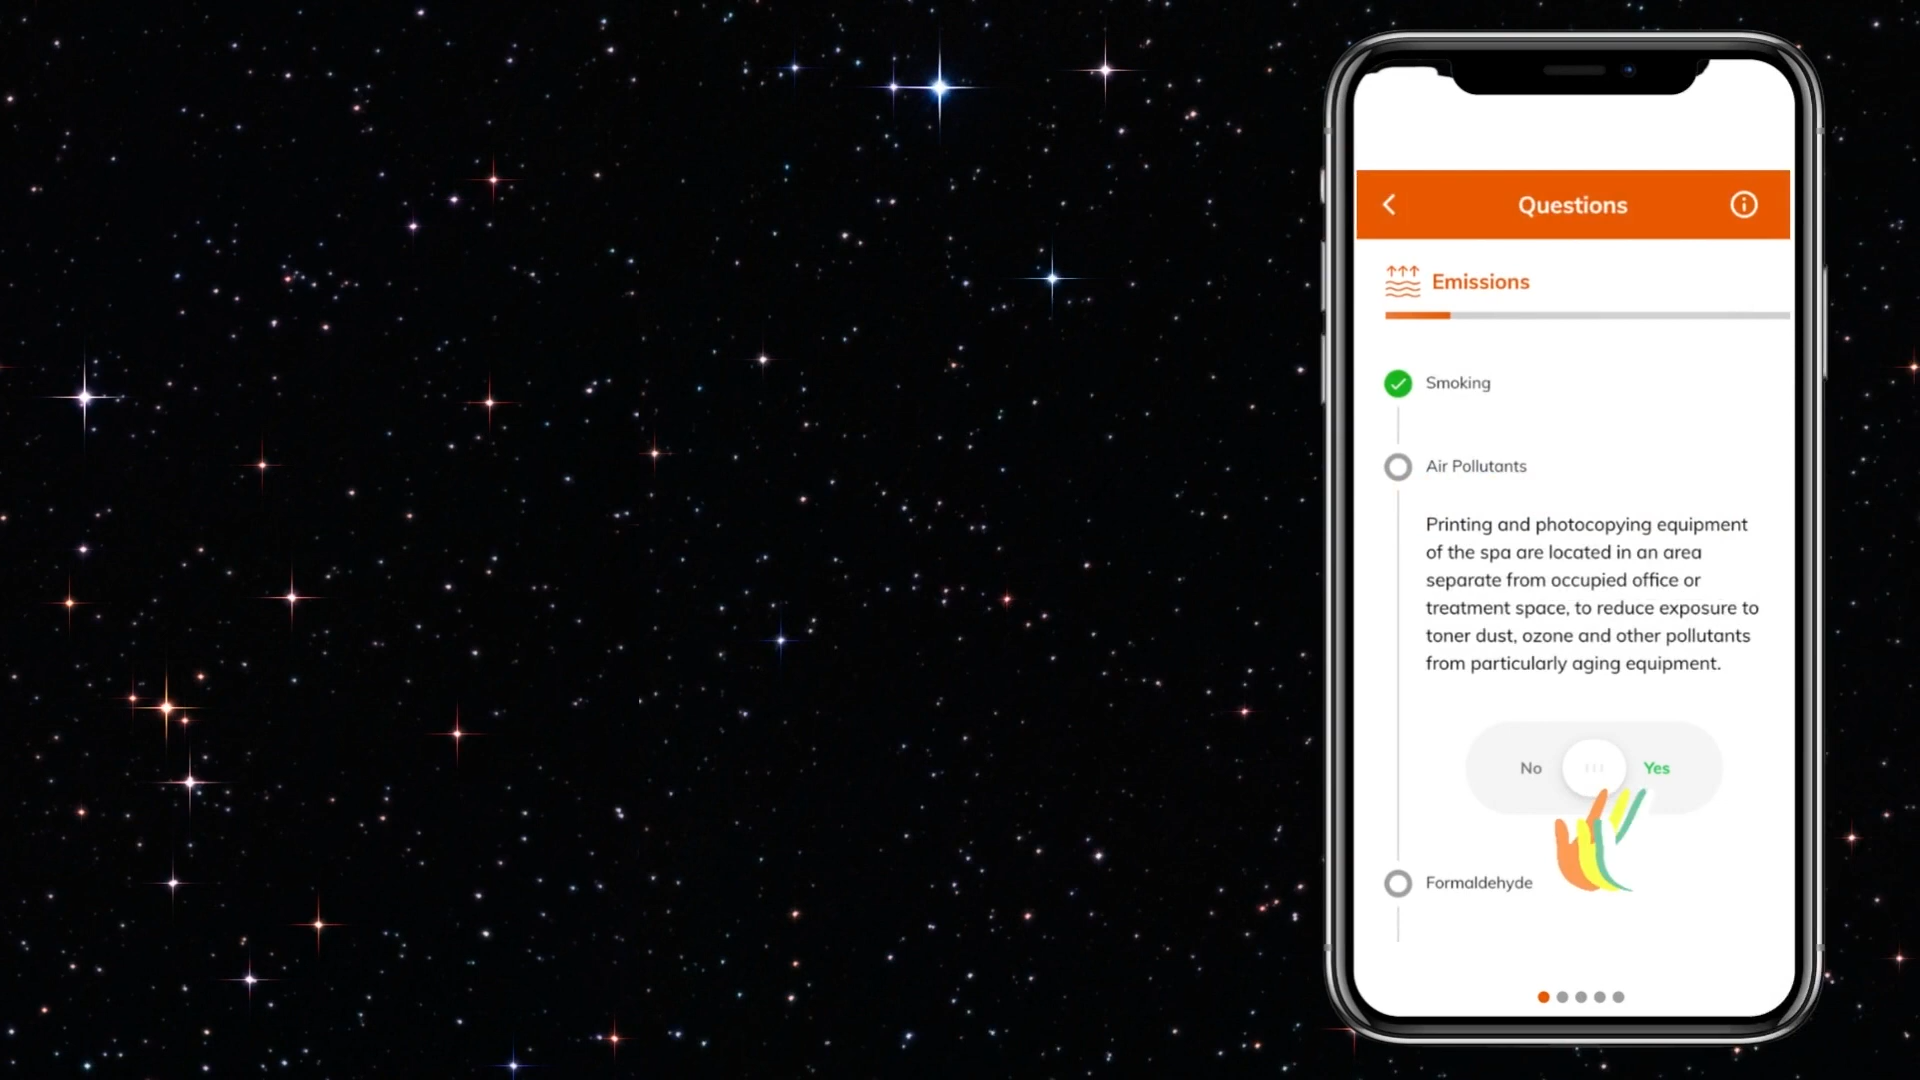 Questions
Emissions
Smoking
Air Pollutants
Printing and photocopying equipment
of the spa are located in an area
separate from occupied office or
treatment space, to reduce exposure to
toner dust, ozone and other pollutants
from particularly aging equipment.
No
Yes
Formaldehyde